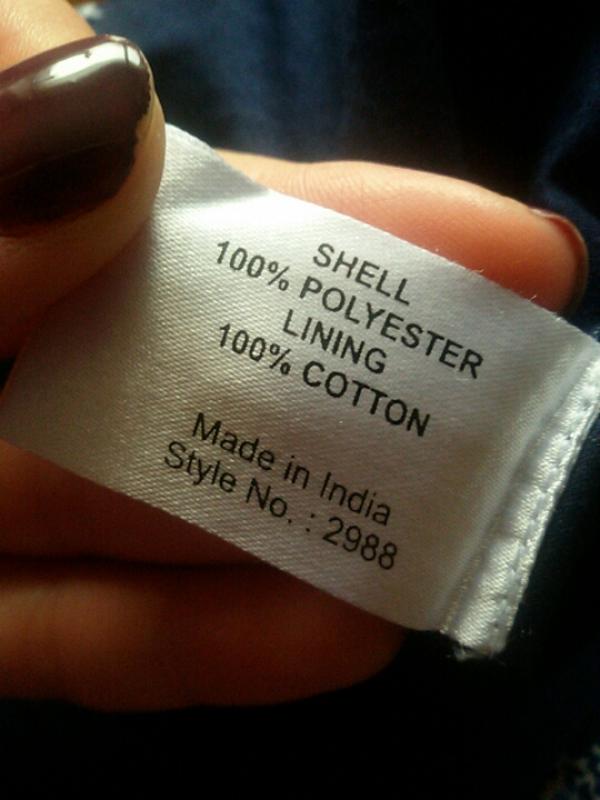 SHELL
100% POLYESTER
LINING
100% COTTON
Made in India
Style No. : 2988